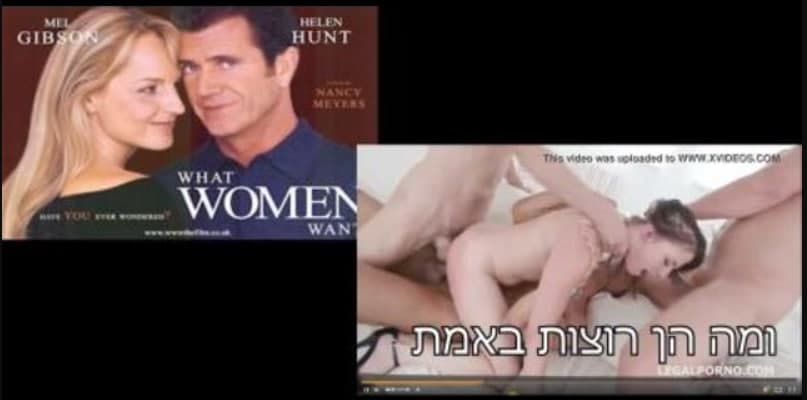 MEL
GIBSON
HELEN
HUNT
NANCY
MEYERS
WHAT
WOMEN
WANT
HAVE YOU EVER WONDERED?
This video was uploaded to WWW.XVIDEOS.COM
ומה הן רוצות באמת
LEGALPORNO.COM